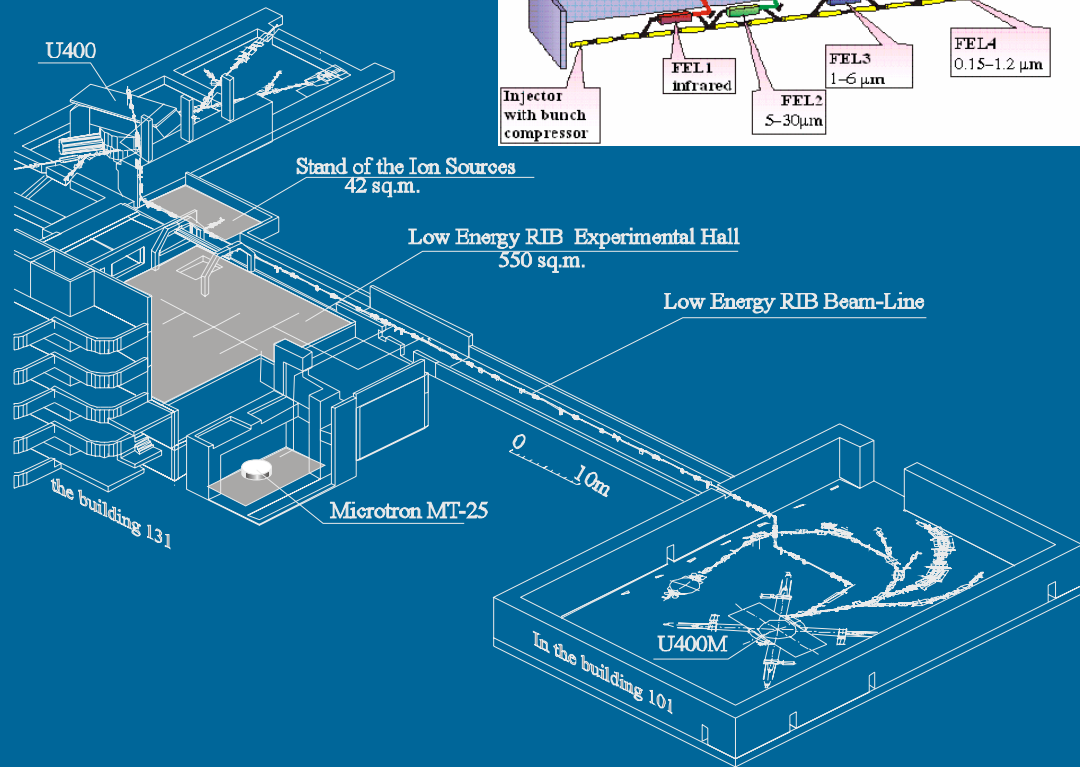 U400
Injector
with bunch
compressor
FEL1
infrared
FEL2
5–30µm
FEL3
1–6 µm
FEL4
0.15–1.2 µm
Stand of the Ion Sources
42 sq.m.
Low Energy RIB Experimental Hall
550 sq.m.
Low Energy RIB Beam-Line
0
10m
the building 131
Microtron MT-25
U400M
In the building 101